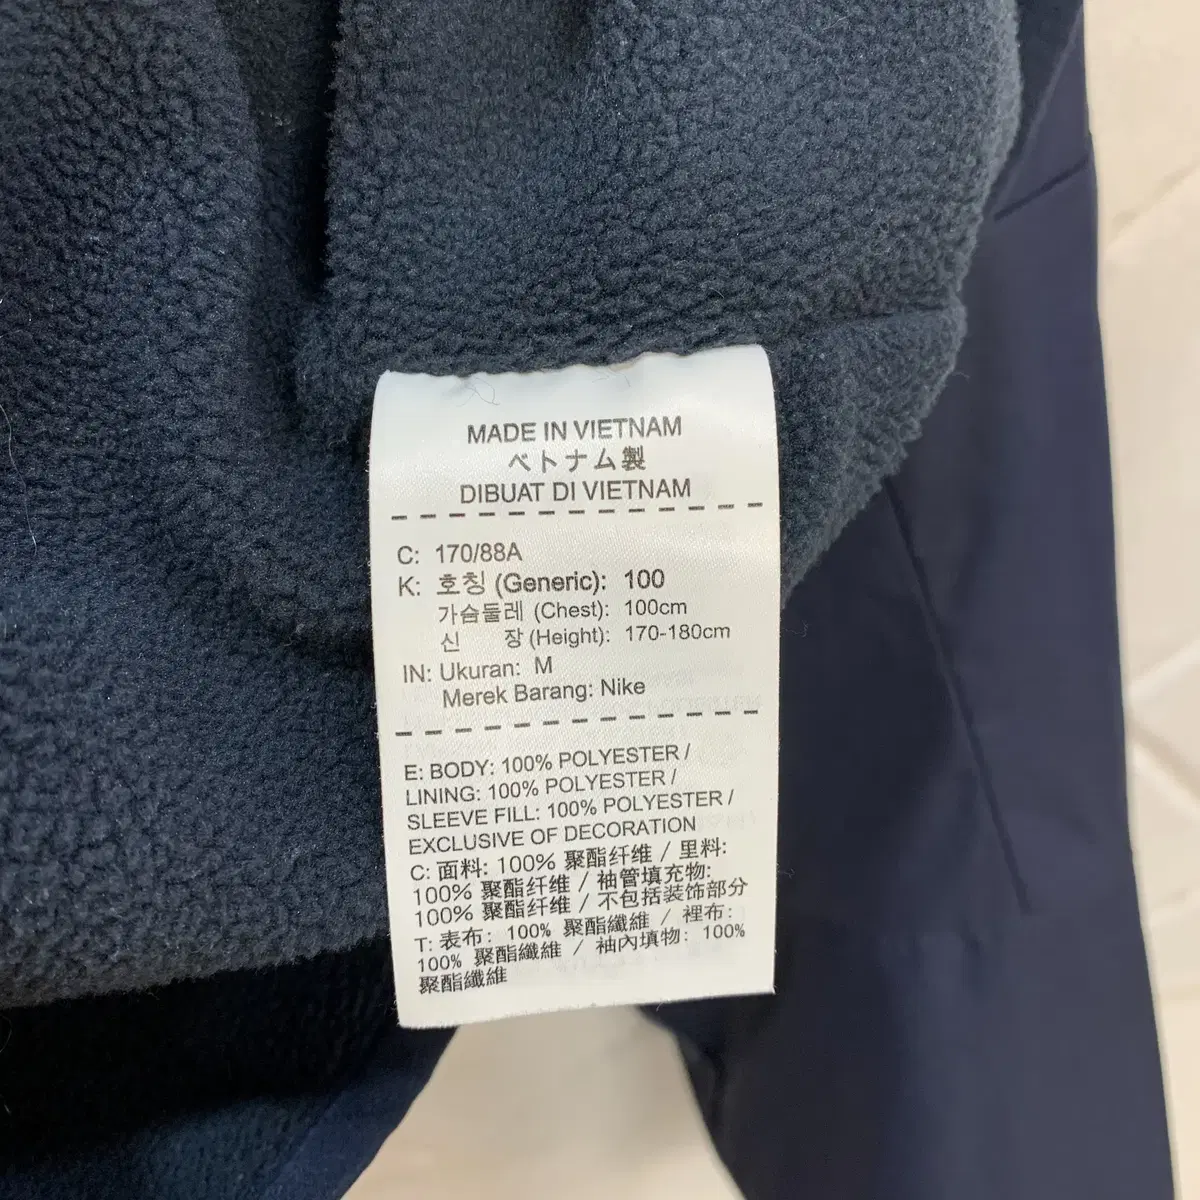 MADE IN VIETNAM
ベトナム製
DIBUAT DI VIETNAM
C: 170/88A
K: 호칭 (Generic): 100
가슴둘레 (Chest): 100cm
신 장 (Height): 170-180cm
IN: Ukuran: M
Merek Barang: Nike
E: BODY: 100% POLYESTER /
LINING: 100% POLYESTER /
SLEEVE FILL: 100% POLYESTER /
EXCLUSIVE OF DECORATION
C: 面料: 100% 聚酯纤维 / 里料:
100% 聚酯纤维 / 袖管填充物:
100% 聚酯纤维 / 不包括装饰部分
T: 表布: 100% 聚酯纖維 / 裡布:
100% 聚酯纖維 / 袖內填物: 100%
聚酯纖維